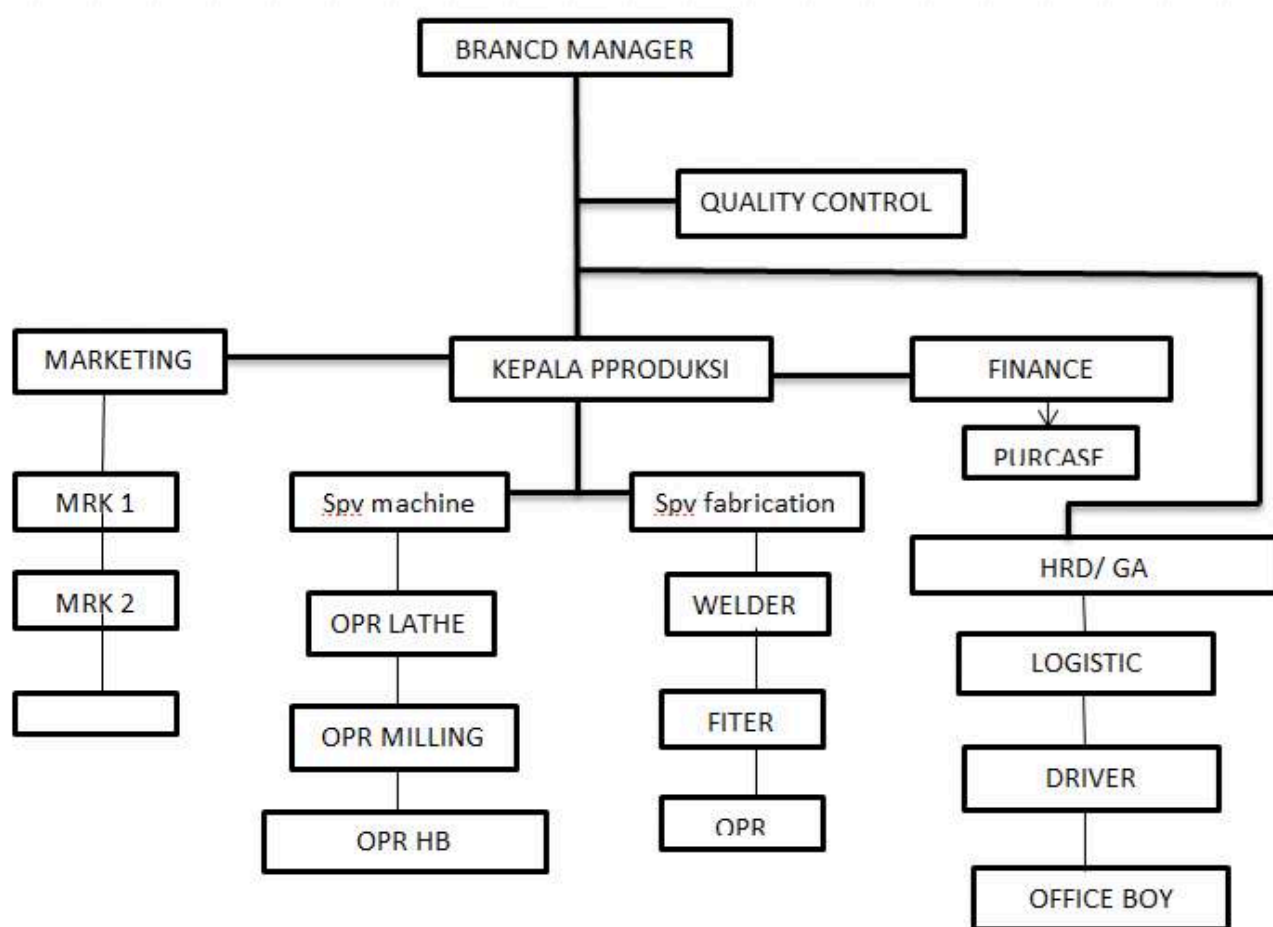 BRANCD MANAGER
QUALITY CONTROL
MARKETING
KEPALA PPRODUKSI
FINANCE
PURCASE
MRK 1
Spv machine
Spv fabrication
HRD/ GA
MRK 2
OPR LATHE
WELDER
LOGISTIC
OPR MILLING
FITER
DRIVER
OPR HB
OPR
OFFICE BOY